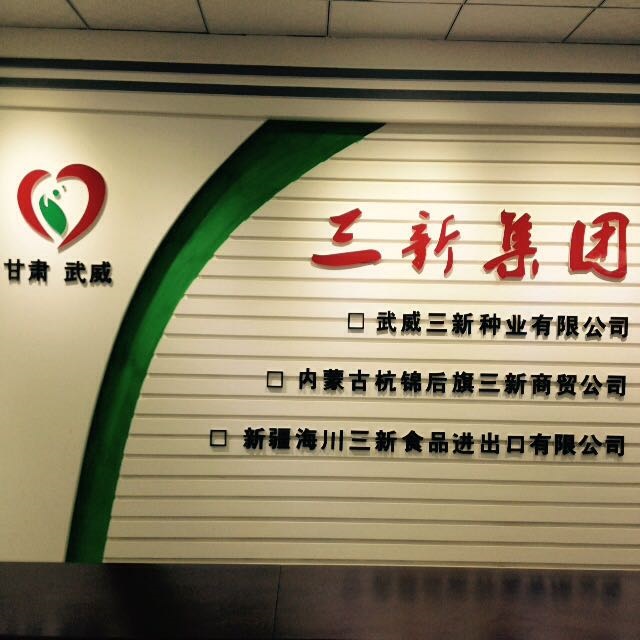 三新集团
甘肃 武威
□ 武威三新种业有限公司
□ 内蒙古杭锦后旗三新商贸公司
□ 新疆海川三新食品进出口有限公司